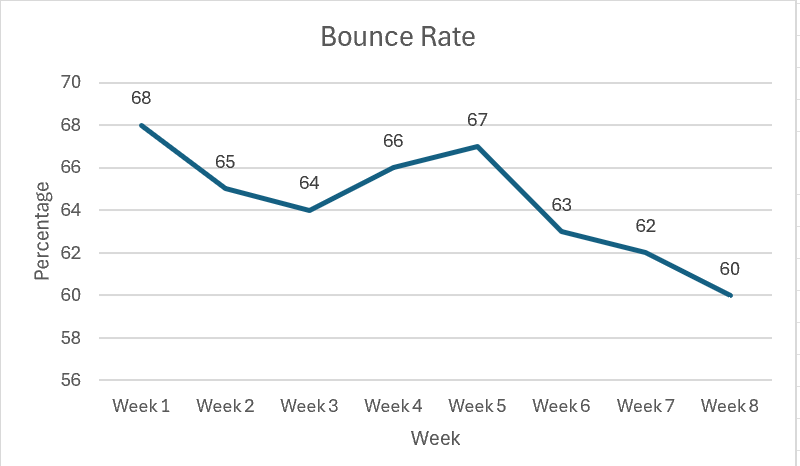 Bounce Rate
70
68
66
64
62
60
58
56
Percentage
68
65
64
66
67
63
62
60
Week 1
Week 2
Week 3
Week 4
Week 5
Week 6
Week 7
Week 8
Week